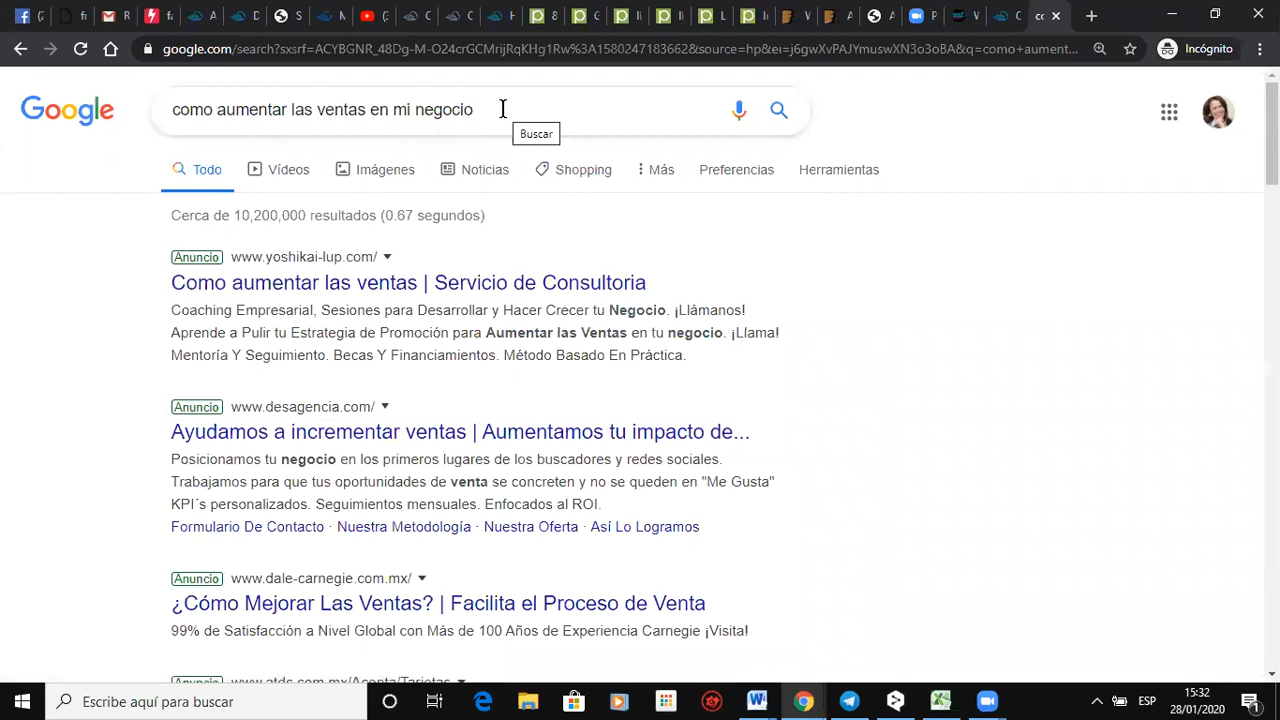 google.com/search?sxsrf=ACYBGNR_48Dg-M-O24crGCMrijRqKHg1Rw%3A1580247183662&source=hp&ei=j6gwXvPAJYmuswXN3o3oBA&q=como+aument...
Incógnito
Google
como aumentar las ventas en mi negocio
Buscar
Todo Vídeos Imágenes Noticias Shopping Más Preferencias Herramientas
Cerca de 10,200,000 resultados (0.67 segundos)
Anuncio www.yoshikai-lup.com/
Como aumentar las ventas | Servicio de Consultoria
Coaching Empresarial, Sesiones para Desarrollar y Hacer Crecer tu Negocio. ¡Llámanos!
Aprende a Pulir tu Estrategia de Promoción para Aumentar las Ventas en tu negocio. ¡Llama!
Mentoría Y Seguimiento. Becas Y Financiamientos. Método Basado En Práctica.
Anuncio www.desagencia.com/
Ayudamos a incrementar ventas | Aumentamos tu impacto de...
Posicionamos tu negocio en los primeros lugares de los buscadores y redes sociales.
Trabajamos para que tus oportunidades de venta se concreten y no se queden en "Me Gusta"
KPI´s personalizados. Seguimientos mensuales. Enfocados al ROI.
Formulario De Contacto · Nuestra Metodología · Nuestra Oferta · Así Lo Logramos
Anuncio www.dale-carnegie.com.mx/
¿Cómo Mejorar Las Ventas? | Facilita el Proceso de Venta
99% de Satisfacción a Nivel Global con Más de 100 Años de Experiencia Carnegie ¡Visita!
Escribe aquí para buscar
ESP
15:32
28/01/2020